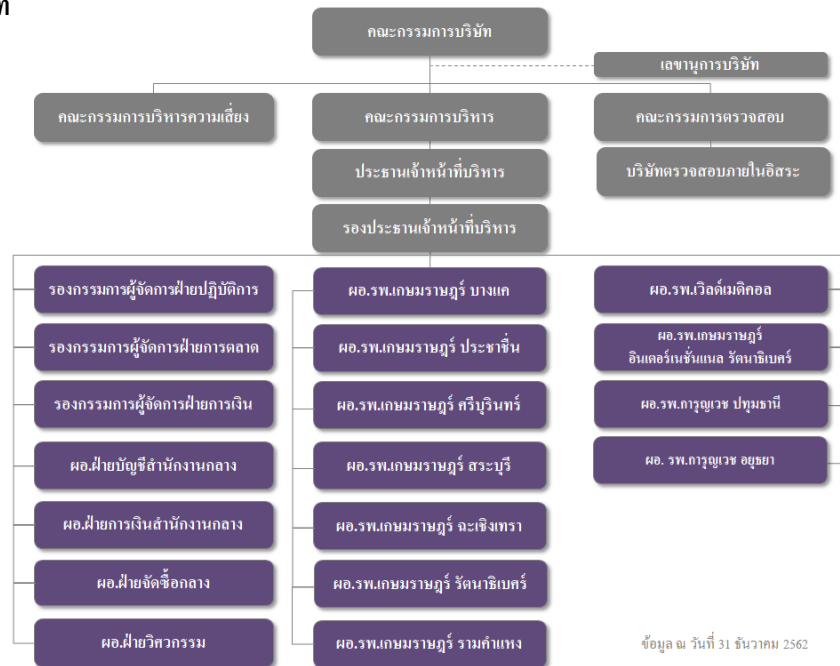 คณะกรรมการบริษัท
เลขานุการบริษัท
คณะกรรมการบริหารความเสี่ยง
คณะกรรมการบริหาร
คณะกรรมการตรวจสอบ
ประธานเจ้าหน้าที่บริหาร
บริษัทตรวจสอบภายในอิสระ
รองประธานเจ้าหน้าที่บริหาร
รองกรรมการผู้จัดการฝ่ายปฏิบัติการ
รองกรรมการผู้จัดการฝ่ายการตลาด
รองกรรมการผู้จัดการฝ่ายการเงิน
ผอ.ฝ่ายบัญชีสำนักงานกลาง
ผอ.ฝ่ายการเงินสำนักงานกลาง
ผอ.ฝ่ายจัดซื้อกลาง
ผอ.ฝ่ายวิศวกรรม
ผอ.รพ.เกษมราษฎร์ บางแค
ผอ.รพ.เกษมราษฎร์ ประชาชื่น
ผอ.รพ.เกษมราษฎร์ ศรีบุรินทร์
ผอ.รพ.เกษมราษฎร์ สระบุรี
ผอ.รพ.เกษมราษฎร์ ฉะเชิงเทรา
ผอ.รพ.เกษมราษฎร์ รัตนาธิเบศร์
ผอ.รพ.เกษมราษฎร์ รามคำแหง
ผอ.รพ.เวิลด์เมดิคอล
ผอ.รพ.เกษมราษฎร์
อินเตอร์เนชั่นแนล รัตนาธิเบศร์
ผอ.รพ.การุญเวช ปทุมธานี
ผอ. รพ.การุญเวช อยุธยา
ข้อมูล ณ วันที่ 31 ธันวาคม 2562